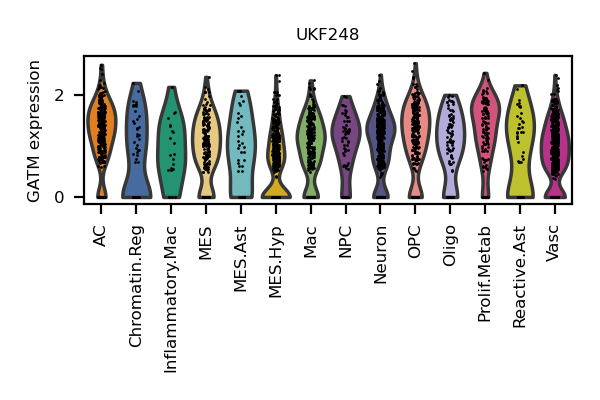 UKF248
GATM expression
2
0
AC
Chromatin.Reg
Inflammatory.Mac
MES
MES.Ast
MES.Hyp
Mac
NPC
Neuron
OPC
Oligo
Prolif.Metab
Reactive.Ast
Vasc